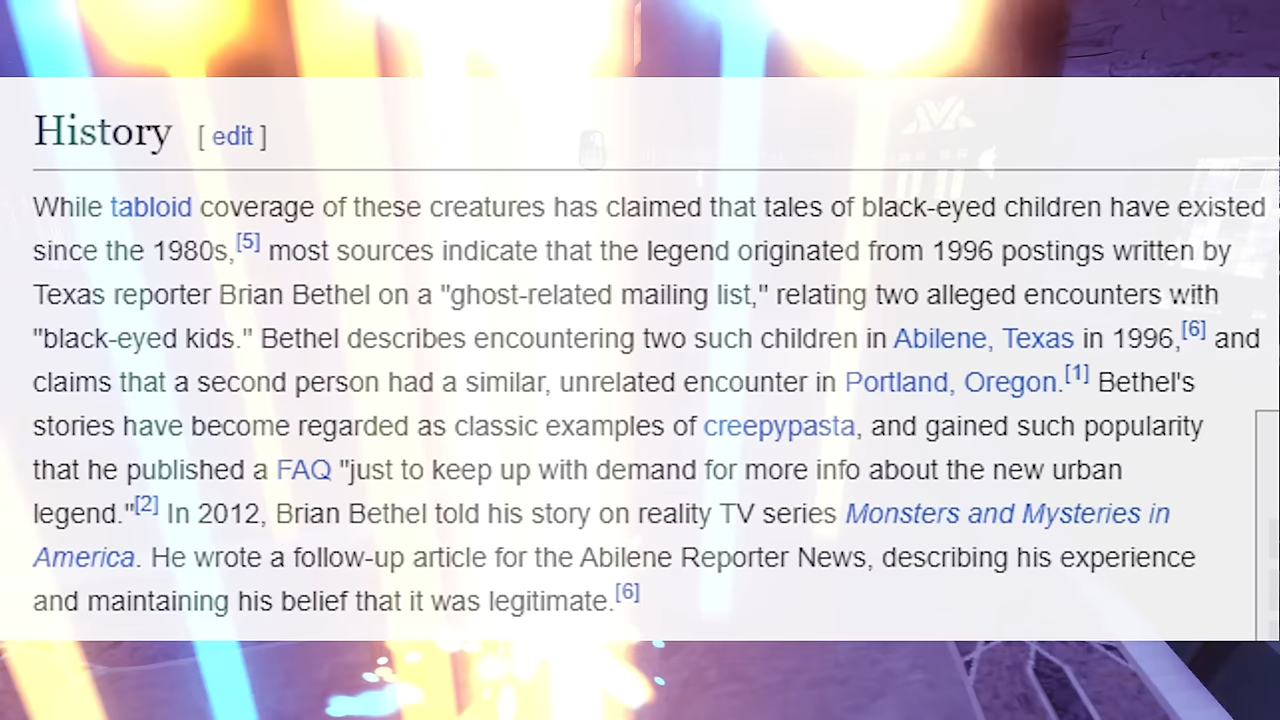 History [ edit ]
While tabloid coverage of these creatures has claimed that tales of black-eyed children have existed
since the 1980s,[5] most sources indicate that the legend originated from 1996 postings written by
Texas reporter Brian Bethel on a "ghost-related mailing list," relating two alleged encounters with
"black-eyed kids." Bethel describes encountering two such children in Abilene, Texas in 1996,[6] and
claims that a second person had a similar, unrelated encounter in Portland, Oregon.[1] Bethel's
stories have become regarded as classic examples of creepypasta, and gained such popularity
that he published a FAQ "just to keep up with demand for more info about the new urban
legend."[2] In 2012, Brian Bethel told his story on reality TV series Monsters and Mysteries in
America. He wrote a follow-up article for the Abilene Reporter News, describing his experience
and maintaining his belief that it was legitimate.[6]